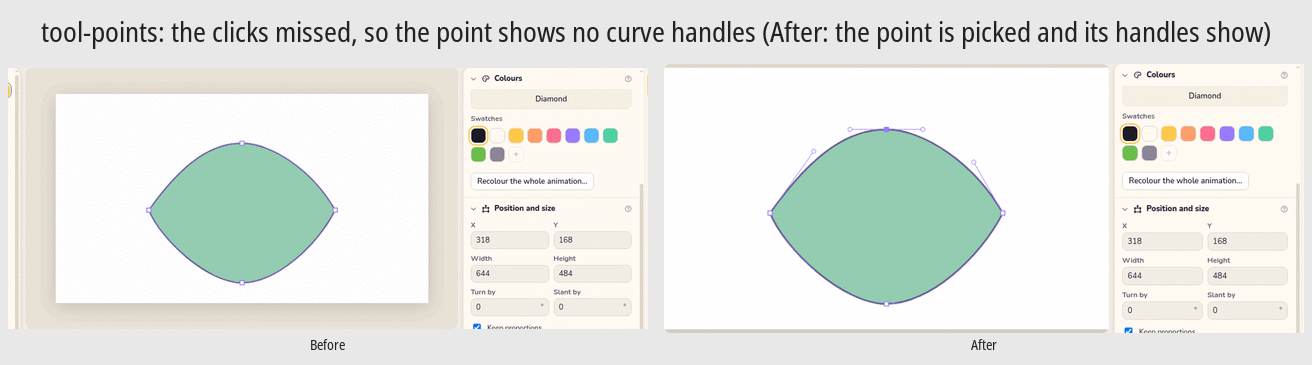 tool-points: the clicks missed, so the point shows no curve handles (After: the point is picked and its handles show)
Colours
Diamond
Swatches
+
Recolour the whole animation...
Position and size
X Y
318 168
Width Height
644 484
Turn by Slant by
0 ° 0 °
Keep proportions
Before
Colours
Diamond
Swatches
+
Recolour the whole animation...
Position and size
X Y
318 168
Width Height
644 484
Turn by Slant by
0 ° 0 °
Keep proportions
After